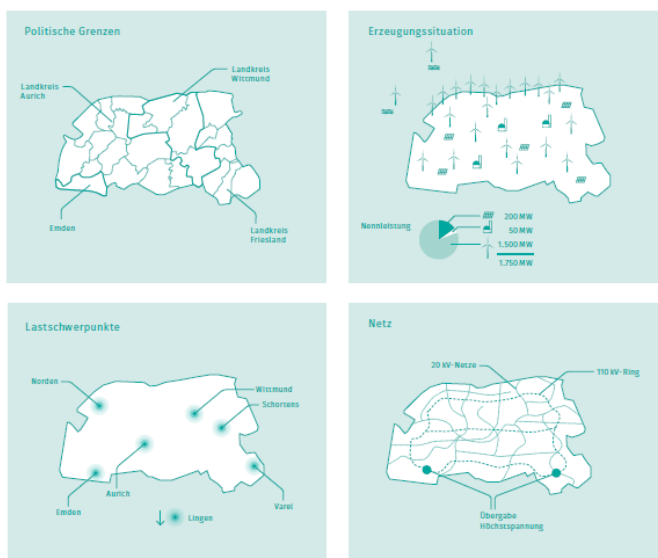 Politische Grenzen
Landkreis
Wittmund
Landkreis
Aurich
Emden
Landkreis
Friesland
Erzeugungssituation
Nennleistung
200 MW
50 MW
1.500 MW
1.750 MW
Lastschwerpunkte
Norden
Wittmund
Schortens
Aurich
Emden
Varel
Lingen
Netz
20 kV-Netze
110 kV-Ring
Übergabe
Höchstspannung